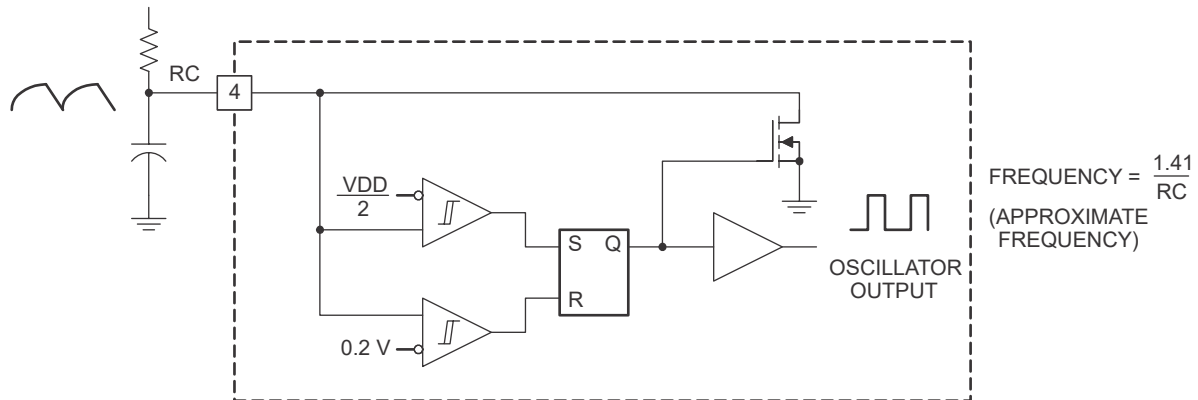 RC
4
VDD
2
S Q
R
0.2 V
OSCILLATOR
OUTPUT
FREQUENCY = 1.41
RC
(APPROXIMATE
FREQUENCY)